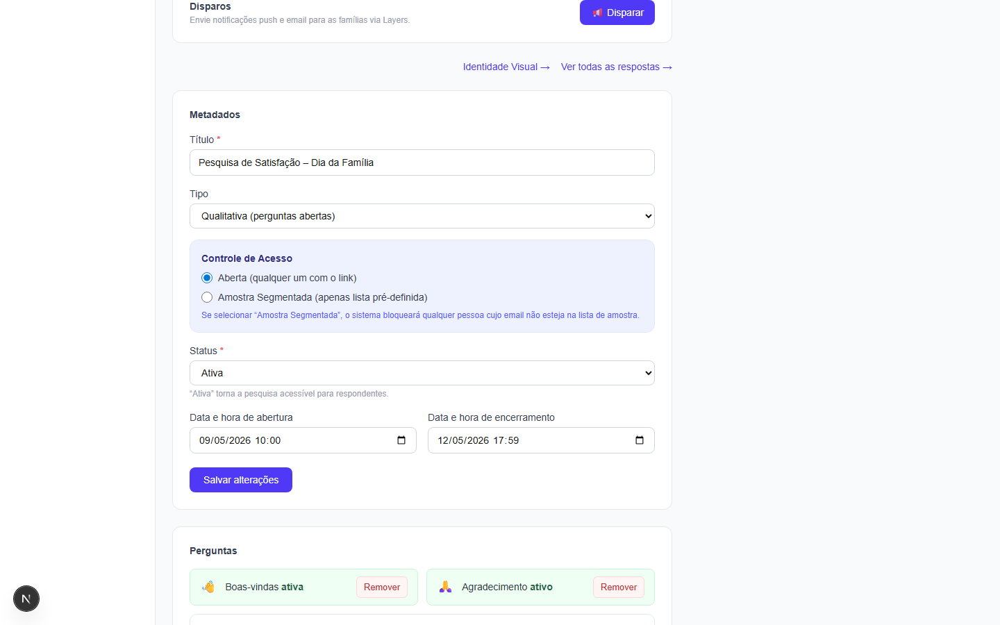 Disparos
Envie notificações push e email para as famílias via Layers.
Disparar
Identidade Visual →
Ver todas as respostas →
Metadados
Título *
Pesquisa de Satisfação – Dia da Família
Tipo
Qualitativa (perguntas abertas)
Controle de Acesso
Aberta (qualquer um com o link)
Amostra Segmentada (apenas lista pré-definida)
Se selecionar “Amostra Segmentada”, o sistema bloqueará qualquer pessoa cujo email não esteja na lista de amostra.
Status *
Ativa
“Ativa” torna a pesquisa acessível para respondentes.
Data e hora de abertura
Data e hora de encerramento
09/05/2026 10:00
12/05/2026 17:59
Salvar alterações
Perguntas
Boas-vindas ativa
Remover
Agradecimento ativo
Remover
N